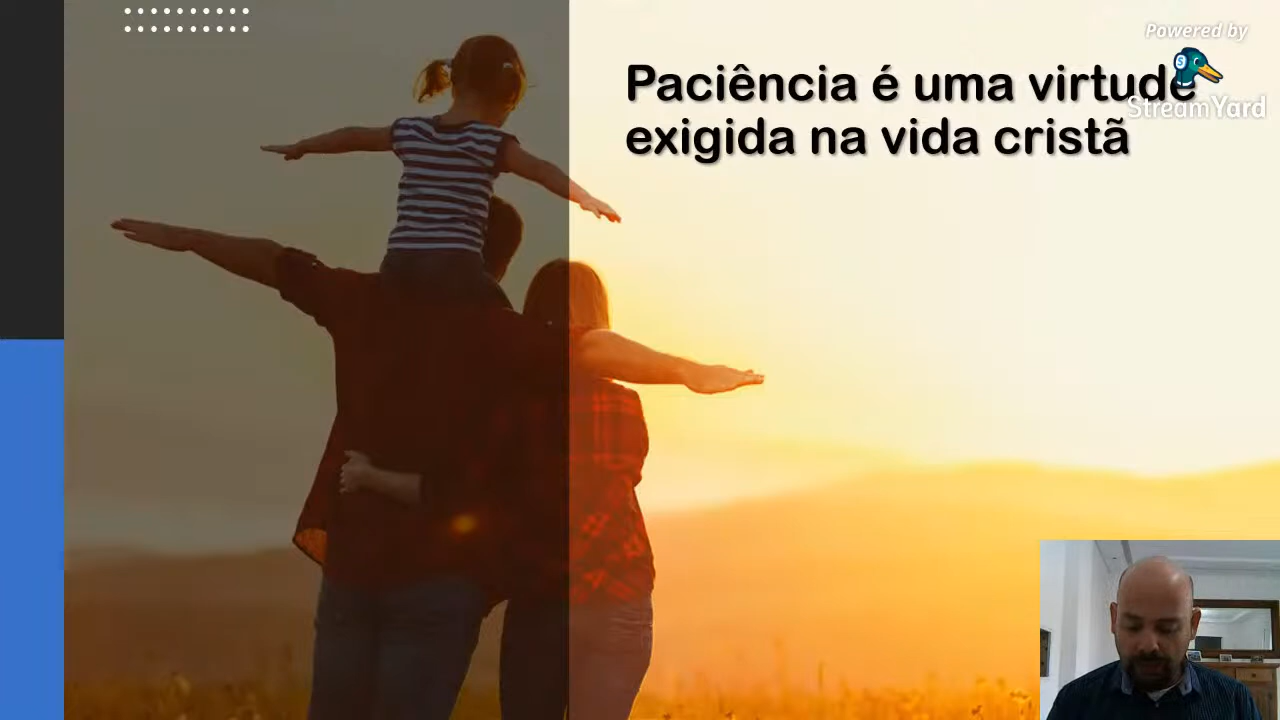 Powered by
Paciência é uma virtude
StreamYard
exigida na vida cristã